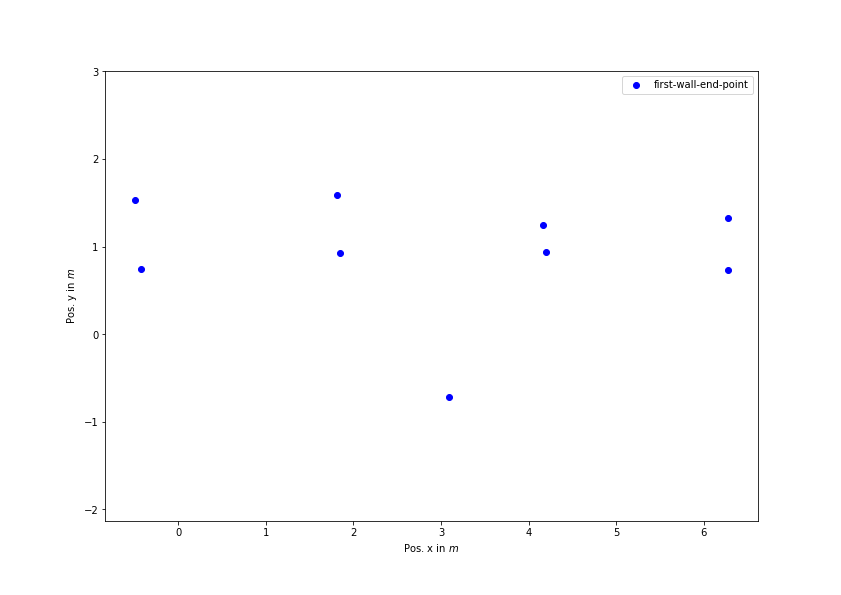 first-wall-end-point
3
2
1
0
−1
−2
Pos. y in m
0 1 2 3 4 5 6
Pos. x in m